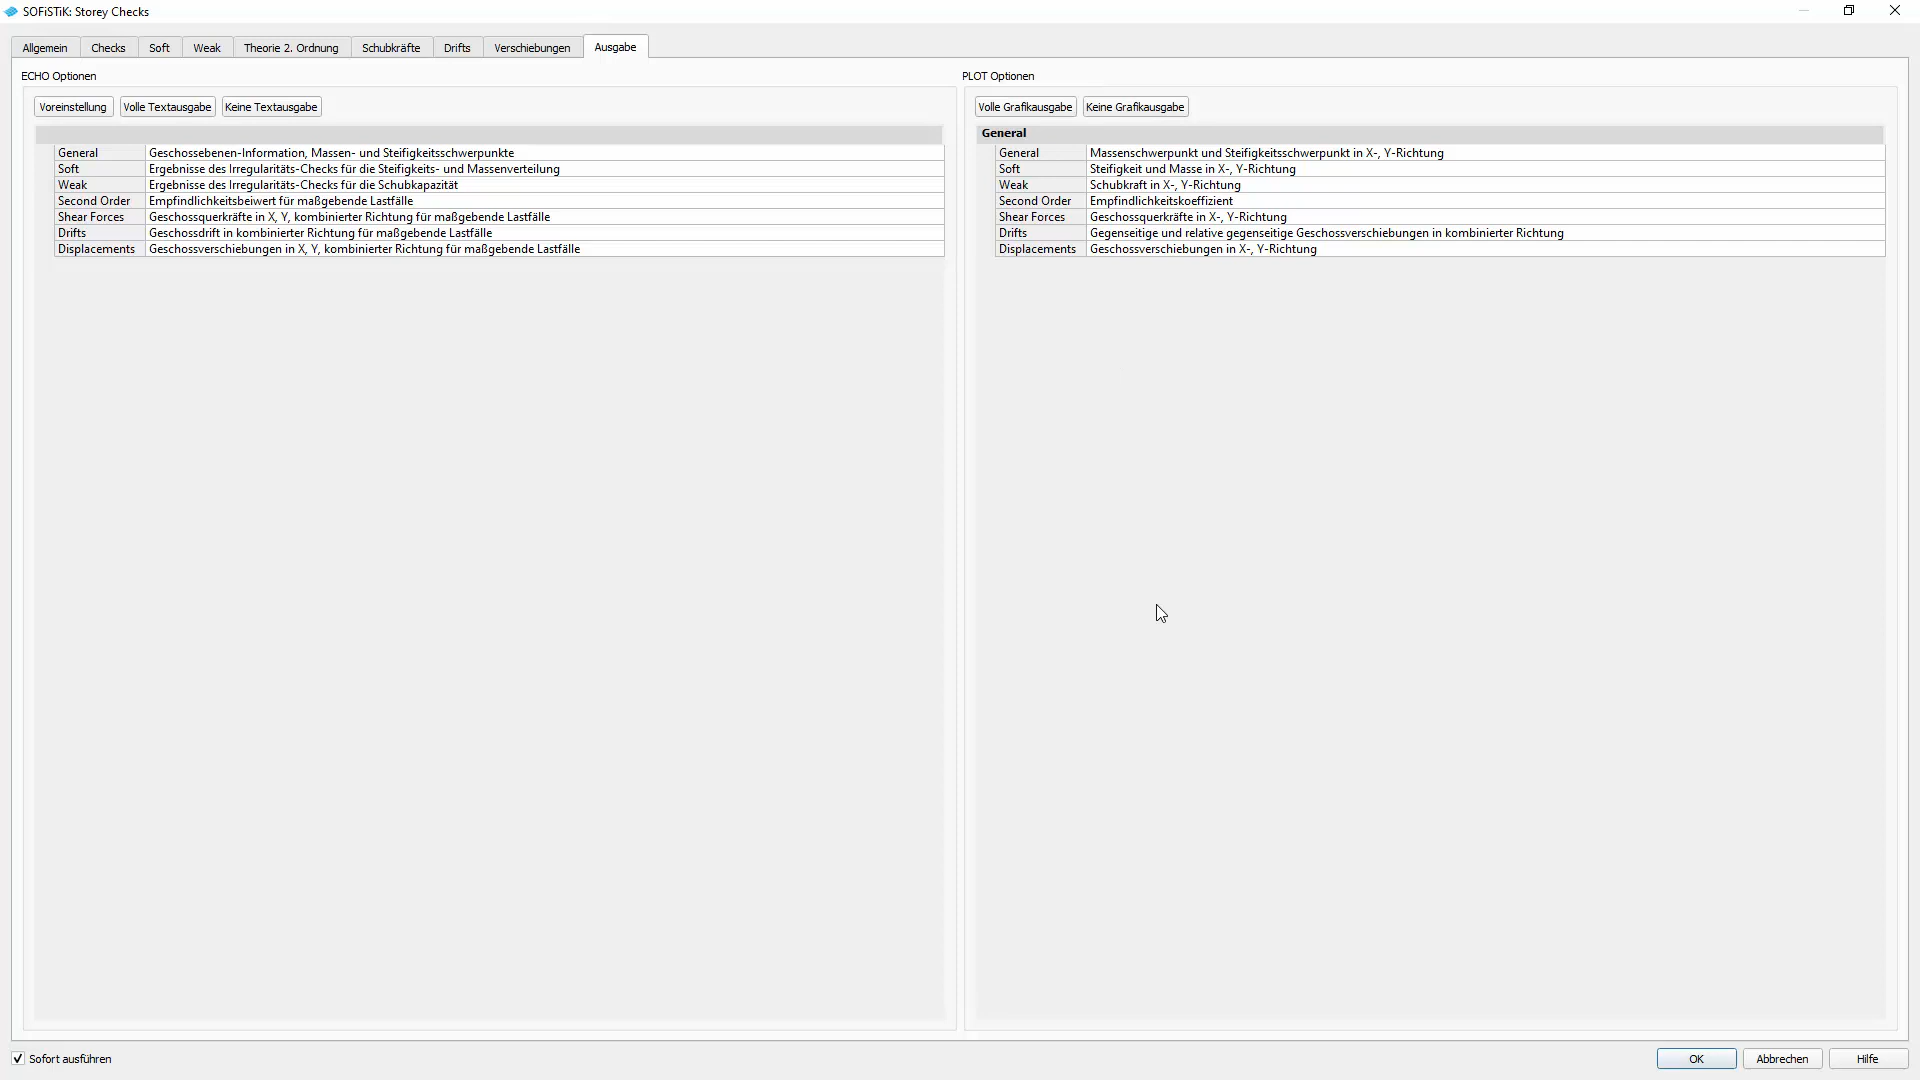 SOFiSTiK: Storey Checks
Allgemein Checks Soft Weak Theorie 2. Ordnung Schubkräfte Drifts Verschiebungen Ausgabe
ECHO Optionen
Voreinstellung Volle Textausgabe Keine Textausgabe
General Geschossebenen-Information, Massen- und Steifigkeitsschwerpunkte
Soft Ergebnisse des Irregularitäts-Checks für die Steifigkeits- und Massenverteilung
Weak Ergebnisse des Irregularitäts-Checks für die Schubkapazität
Second Order Empfindlichkeitsbeiwert für maßgebende Lastfälle
Shear Forces Geschossquerkräfte in X, Y, kombinierter Richtung für maßgebende Lastfälle
Drifts Geschossdrift in kombinierter Richtung für maßgebende Lastfälle
Displacements Geschossverschiebungen in X, Y, kombinierter Richtung für maßgebende Lastfälle
PLOT Optionen
Volle Grafikausgabe Keine Grafikausgabe
General
General Massenschwerpunkt und Steifigkeitsschwerpunkt in X-, Y-Richtung
Soft Steifigkeit und Masse in X-, Y-Richtung
Weak Schubkraft in X-, Y-Richtung
Second Order Empfindlichkeitskoeffizient
Shear Forces Geschossquerkräfte in X-, Y-Richtung
Drifts Gegenseitige und relative gegenseitige Geschossverschiebungen in kombinierter Richtung
Displacements Geschossverschiebungen in X-, Y-Richtung
Sofort ausführen
OK Abbrechen Hilfe